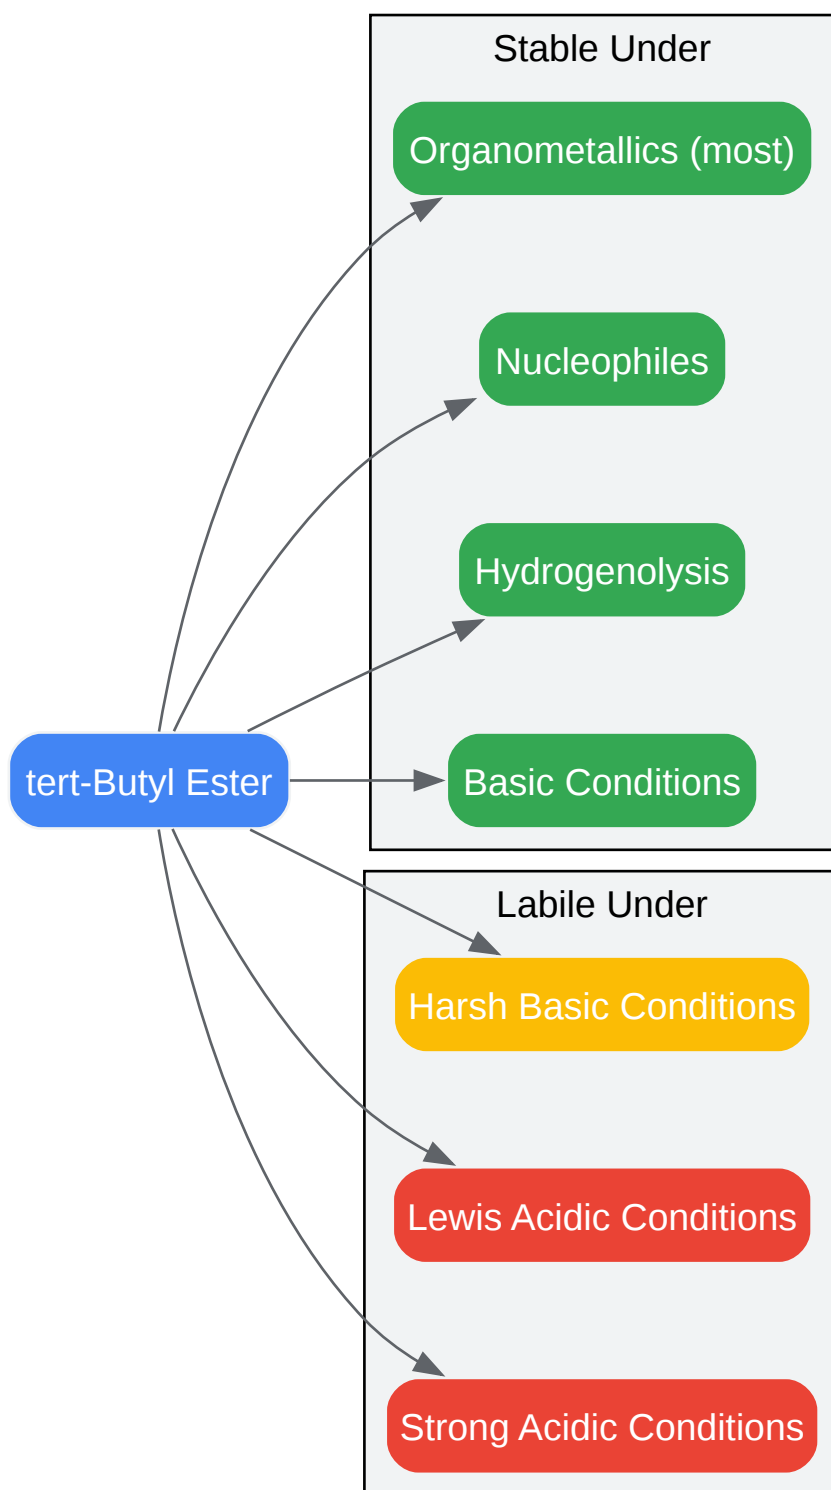 Stable Under
Organometallics (most)
Nucleophiles
Hydrogenolysis
tert-Butyl Ester
Basic Conditions
Labile Under
Harsh Basic Conditions
Lewis Acidic Conditions
Strong Acidic Conditions